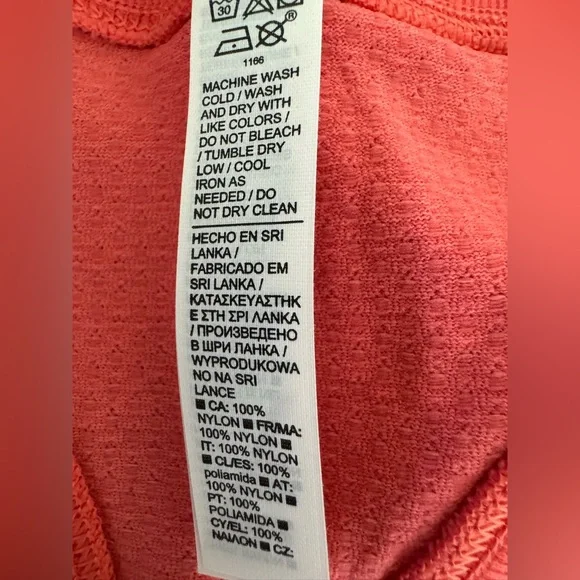 30
1166
MACHINE WASH
COLD / WASH
AND DRY WITH
LIKE COLORS /
DO NOT BLEACH
/ TUMBLE DRY
LOW / COOL
IRON AS
NEEDED / DO
NOT DRY CLEAN
HECHO EN SRI
LANKA /
FABRICADO EM
SRI LANKA /
ΚΑΤΑΣΚΕΥΑΣΤΗΚ
Ε ΣΤΗ ΣΡΙ ΛΑΝΚΑ
/ ПРОИЗВЕДЕНО
В ШРИ ЛАНКА /
WYPRODUKOWA
NO NA SRI
LANCE
■ CA: 100%
NYLON ■ FR/MA:
100% NYLON ■
IT: 100% NYLON
■ CL/ES: 100%
poliamida ■ AT:
100% NYLON ■
PT: 100%
POLIAMIDA ■
CY/EL: 100%
ΝΑΙΛΟΝ ■ CZ: